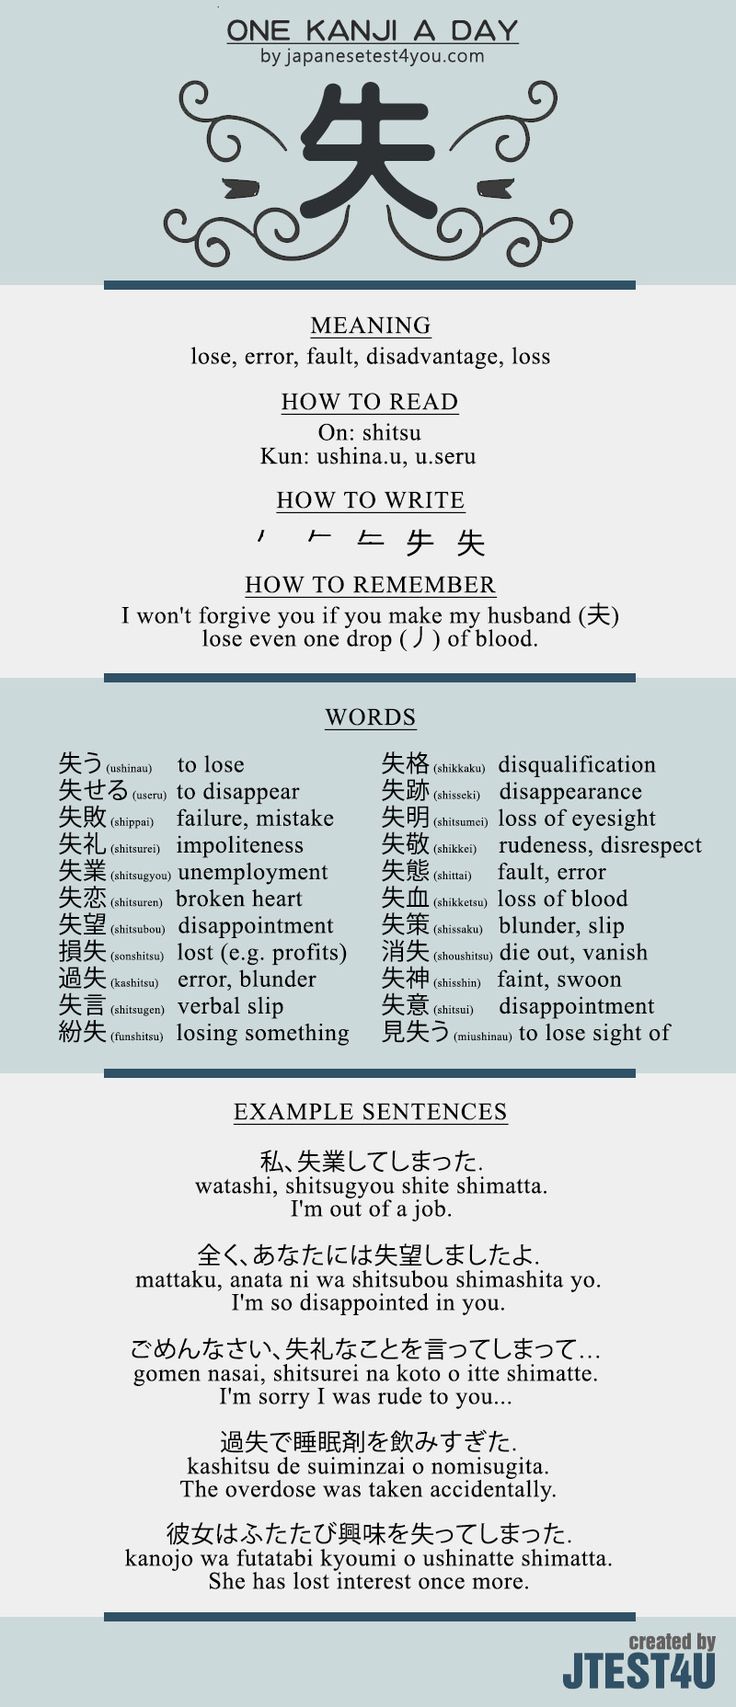 ONE KANJI A DAY
by japanesetest4you.com
失
MEANING
lose, error, fault, disadvantage, loss
HOW TO READ
On: shitsu
Kun: ushina.u, u.seru
HOW TO WRITE
失
HOW TO REMEMBER
I won't forgive you if you make my husband (夫)
lose even one drop (丿) of blood.
WORDS
失う (ushinau) to lose
失せる (useru) to disappear
失敗 (shippai) failure, mistake
失礼 (shitsurei) impoliteness
失業 (shitsugyou) unemployment
失恋 (shitsuren) broken heart
失望 (shitsubou) disappointment
損失 (sonshitsu) lost (e.g. profits)
過失 (kashitsu) error, blunder
失言 (shitsugen) verbal slip
紛失 (funshitsu) losing something
失格 (shikkaku) disqualification
失跡 (shisseki) disappearance
失明 (shitsumei) loss of eyesight
失敬 (shikkei) rudeness, disrespect
失態 (shittai) fault, error
失血 (shikketsu) loss of blood
失策 (shissaku) blunder, slip
消失 (shoushitsu) die out, vanish
失神 (shisshin) faint, swoon
失意 (shitsui) disappointment
見失う (miushinau) to lose sight of
EXAMPLE SENTENCES
私、失業してしまった.
watashi, shitsugyou shite shimatta.
I'm out of a job.
全く、あなたには失望しましたよ.
mattaku, anata ni wa shitsubou shimashita yo.
I'm so disappointed in you.
ごめんなさい、失礼なことを言ってしまって...
gomen nasai, shitsurei na koto o itte shimatte.
I'm sorry I was rude to you...
過失で睡眠剤を飲みすぎた.
kashitsu de suiminzai o nomisugita.
The overdose was taken accidentally.
彼女はふたたび興味を失ってしまった.
kanojo wa futatabi kyoumi o ushinatte shimatta.
She has lost interest once more.
created by
JTEST4U